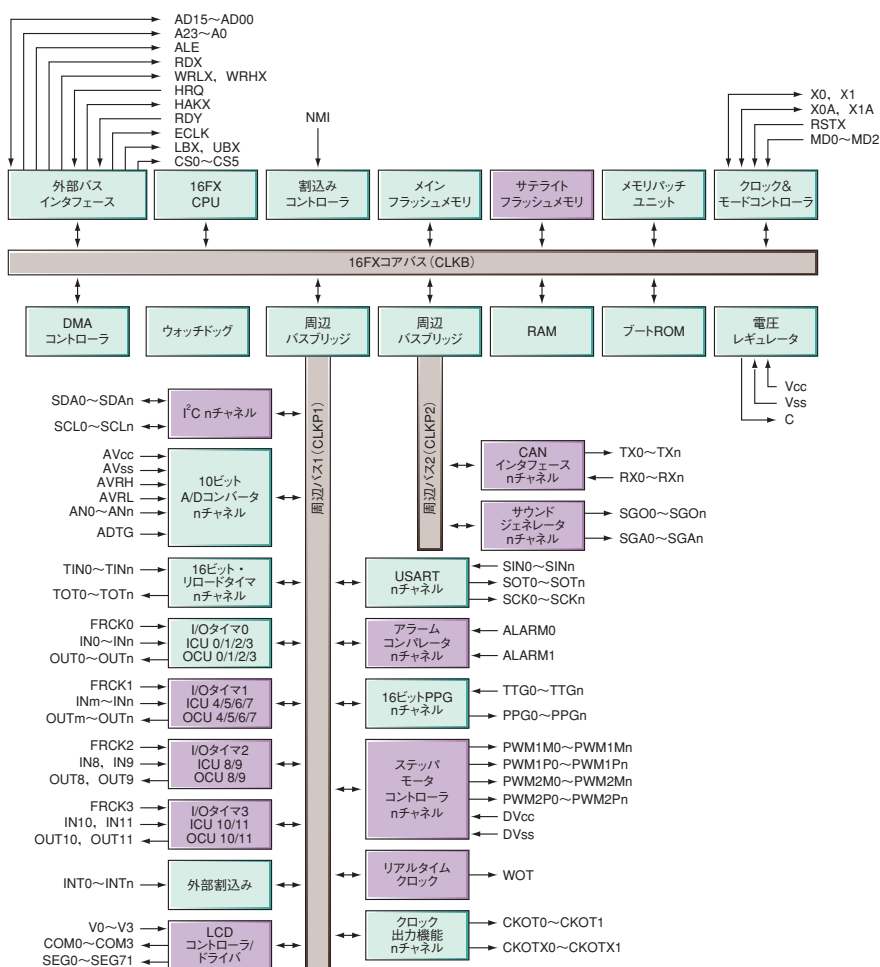 AD15～AD00
A23～A0
ALE
RDX
WRLX，WRHX
HRQ
HAKX
RDY
ECLK
LBX，UBX
CS0～CS5
NMI
X0，X1
X0A，X1A
RSTX
MD0～MD2
外部バス
インタフェース
16FX
CPU
割込み
コントローラ
メイン
フラッシュメモリ
サテライト
フラッシュメモリ
メモリパッチ
ユニット
クロック&
モードコントローラ
16FXコアバス（CLKB）
DMA
コントローラ
ウォッチドッグ
周辺
バスブリッジ
周辺
バスブリッジ
RAM
ブートROM
電圧
レギュレータ
Vcc
Vss
C
周辺バス1（CLKP1）
周辺バス2（CLKP2）
SDA0～SDAn
SCL0～SCLn
I²C nチャネル
AVcc
AVss
AVRH
AVRL
AN0～ANn
ADTG
10ビット
A/Dコンバータ
nチャネル
TIN0～TINn
TOT0～TOTn
16ビット・
リロードタイマ
nチャネル
FRCK0
IN0～INn
OUT0～OUTn
I/Oタイマ0
ICU 0/1/2/3
OCU 0/1/2/3
FRCK1
INm～INn
OUTm～OUTn
I/Oタイマ1
ICU 4/5/6/7
OCU 4/5/6/7
FRCK2
IN8，IN9
OUT8，OUT9
I/Oタイマ2
ICU 8/9
OCU 8/9
FRCK3
IN10，IN11
OUT10，OUT11
I/Oタイマ3
ICU 10/11
OCU 10/11
INT0～INTn
外部割込み
V0～V3
COM0～COM3
SEG0～SEG71
LCD
コントローラ/
ドライバ
CAN
インタフェース
nチャネル
TX0～TXn
RX0～RXn
サウンド
ジェネレータ
nチャネル
SGO0～SGOn
SGA0～SGAn
USART
nチャネル
SIN0～SINn
SOT0～SOTn
SCK0～SCKn
アラーム
コンパレータ
nチャネル
ALARM0
ALARM1
16ビットPPG
nチャネル
TTG0～TTGn
PPG0～PPGn
ステッパ
モータ
コントローラ
nチャネル
PWM1M0～PWM1Mn
PWM1P0～PWM1Pn
PWM2M0～PWM2Mn
PWM2P0～PWM2Pn
DVcc
DVss
リアルタイム
クロック
WOT
クロック
出力機能
nチャネル
CKOT0～CKOT1
CKOTX0～CKOTX1